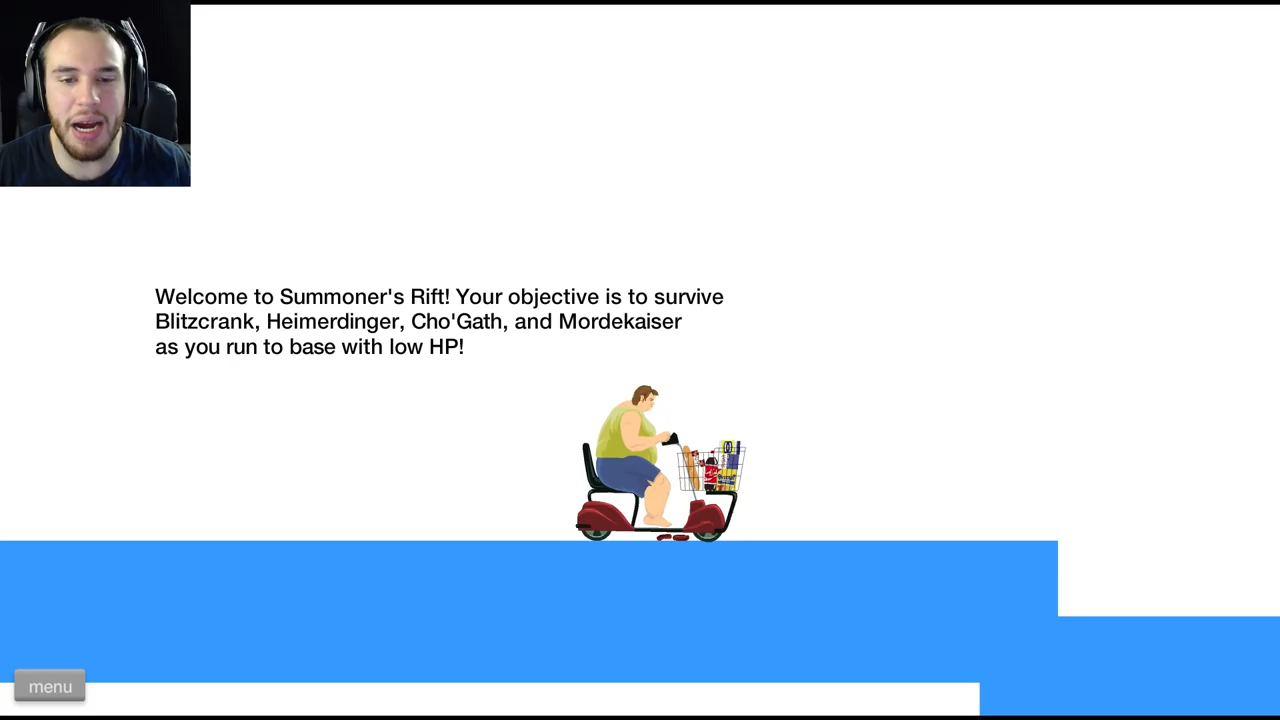 Welcome to Summoner's Rift! Your objective is to survive
Blitzcrank, Heimerdinger, Cho'Gath, and Mordekaiser
as you run to base with low HP!
menu